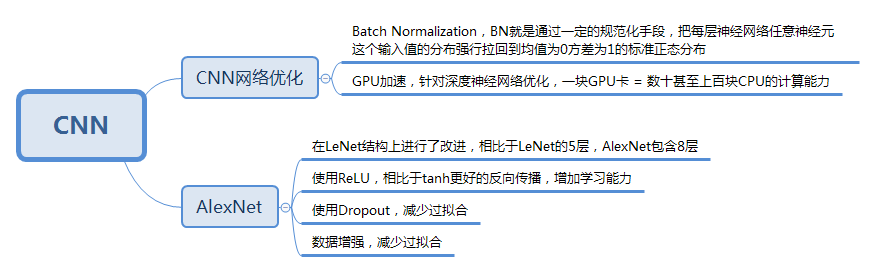 CNN
CNN网络优化
Batch Normalization，BN就是通过一定的规范化手段，把每层神经网络任意神经元
这个输入值的分布强行拉回到均值为0方差为1的标准正态分布
GPU加速，针对深度神经网络优化，一块GPU卡 = 数十甚至上百块CPU的计算能力
AlexNet
在LeNet结构上进行了改进，相比于LeNet的5层，AlexNet包含8层
使用ReLU，相比于tanh更好的反向传播，增加学习能力
使用Dropout，减少过拟合
数据增强，减少过拟合